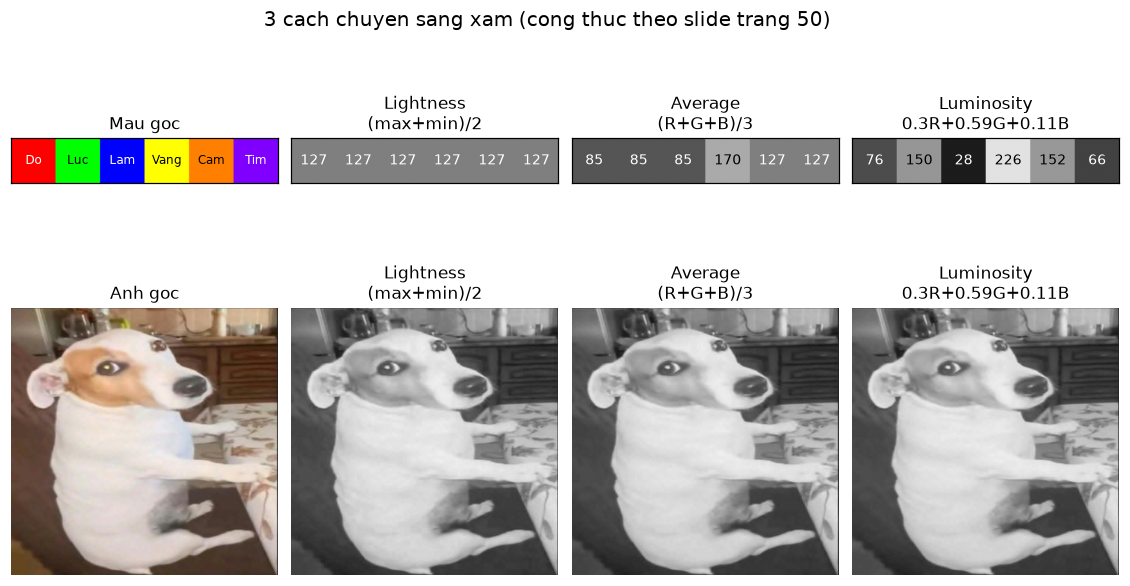 3 cach chuyen sang xam (cong thuc theo slide trang 50)
Mau goc
Do Luc Lam Vang Cam Tim
Lightness
(max+min)/2
127 127 127 127 127 127
Average
(R+G+B)/3
85 85 85 170 127 127
Luminosity
0.3R+0.59G+0.11B
76 150 28 226 152 66
Anh goc
Lightness
(max+min)/2
Average
(R+G+B)/3
Luminosity
0.3R+0.59G+0.11B